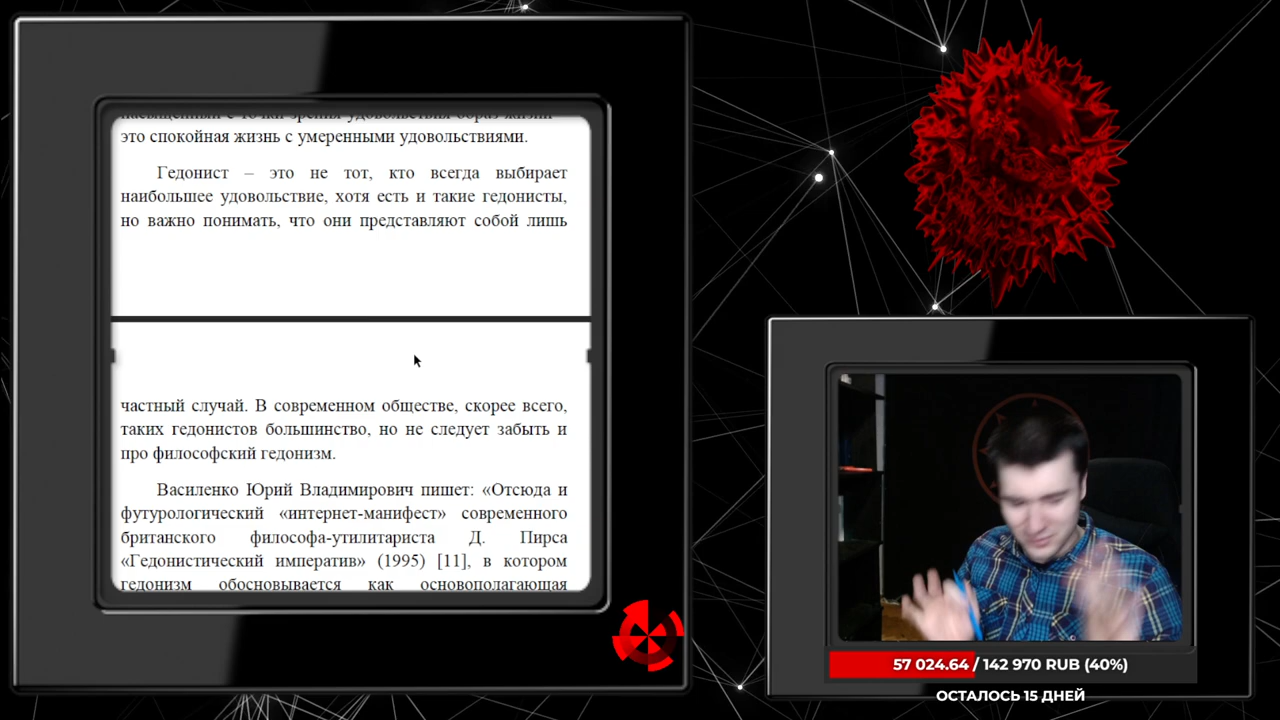 это спокойная жизнь с умеренными удовольствиями.
Гедонист – это не тот, кто всегда выбирает
наибольшее удовольствие, хотя есть и такие гедонисты,
но важно понимать, что они представляют собой лишь
частный случай. В современном обществе, скорее всего,
таких гедонистов большинство, но не следует забыть и
про философский гедонизм.
Василенко Юрий Владимирович пишет: «Отсюда и
футурологический «интернет-манифест» современного
британского философа-утилитариста Д. Пирса
«Гедонистический императив» (1995) [11], в котором
гедонизм обосновывается как основополагающая
57 024.64 / 142 970 RUB (40%)
ОСТАЛОСЬ 15 ДНЕЙ